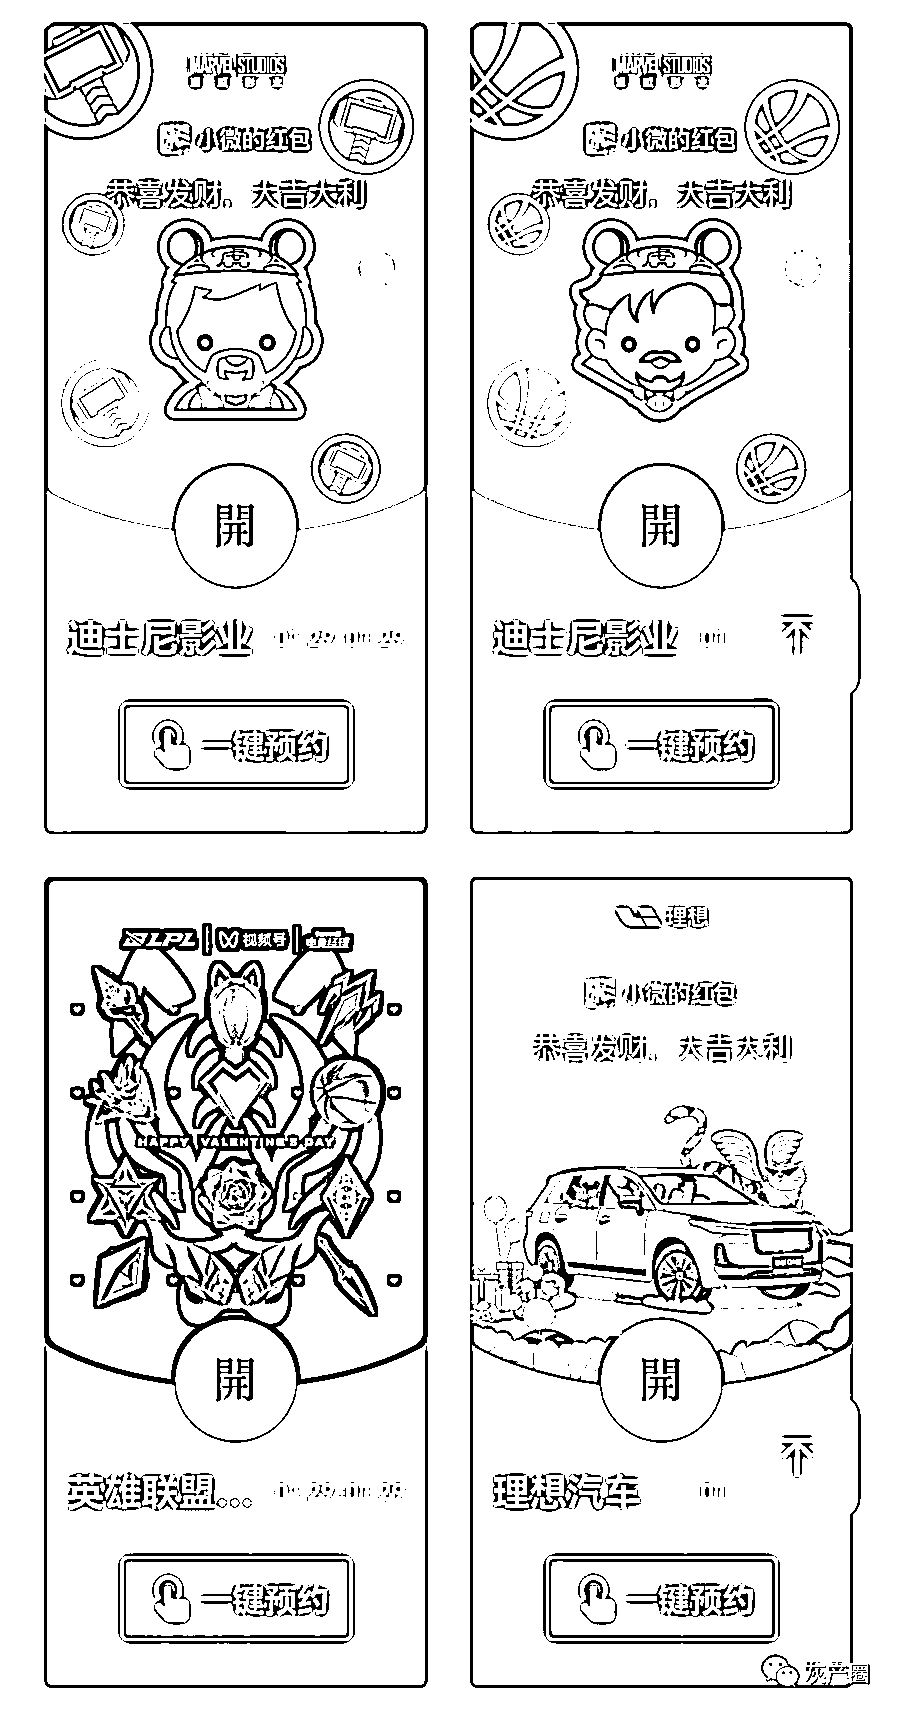 MARVEL STUDIOS
小微的红包
恭喜发财，大吉大利
虎
開
迪士尼影业
一键预约
MARVEL STUDIOS
小微的红包
恭喜发财，大吉大利
虎
開
迪士尼影业
一键预约
LPL 视频号
HAPPY VALENTINE'S DAY
開
英雄联盟...
一键预约
理想
小微的红包
恭喜发财，大吉大利
開
理想汽车
一键预约
灰产圈